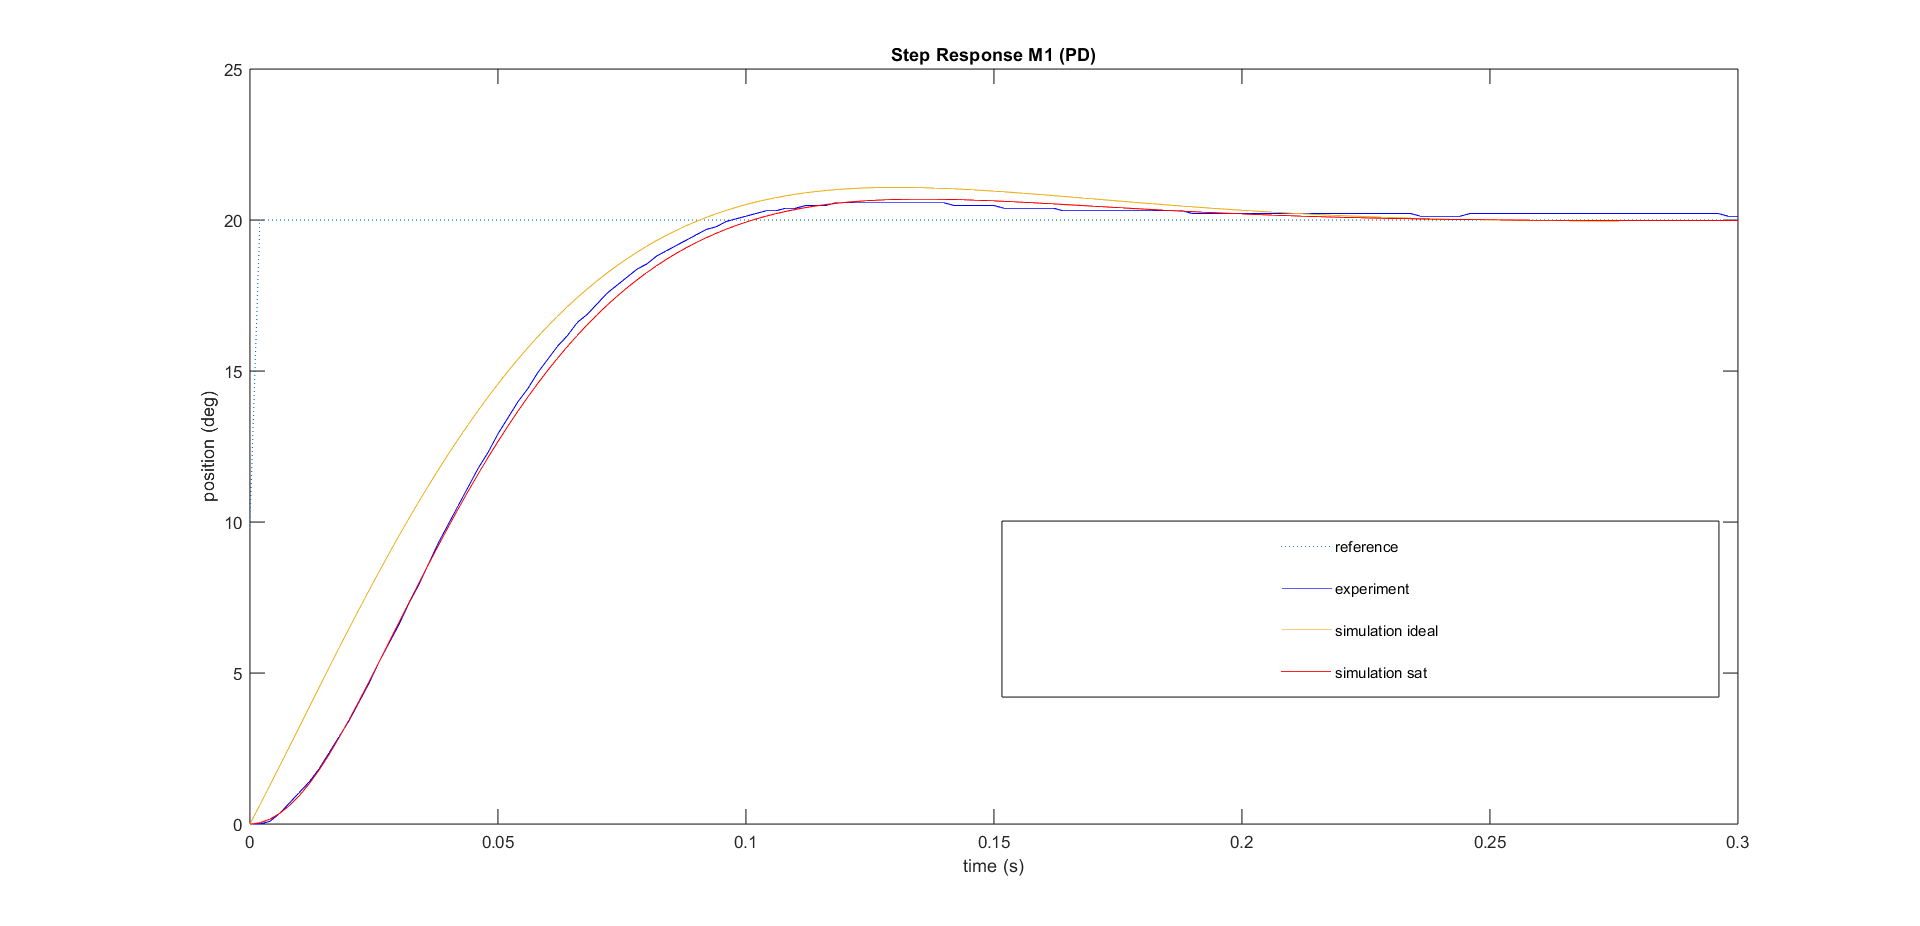 Step Response M1 (PD)
25
20
15
10
5
0
position (deg)
0 0.05 0.1 0.15 0.2 0.25 0.3
time (s)
reference
experiment
simulation ideal
simulation sat